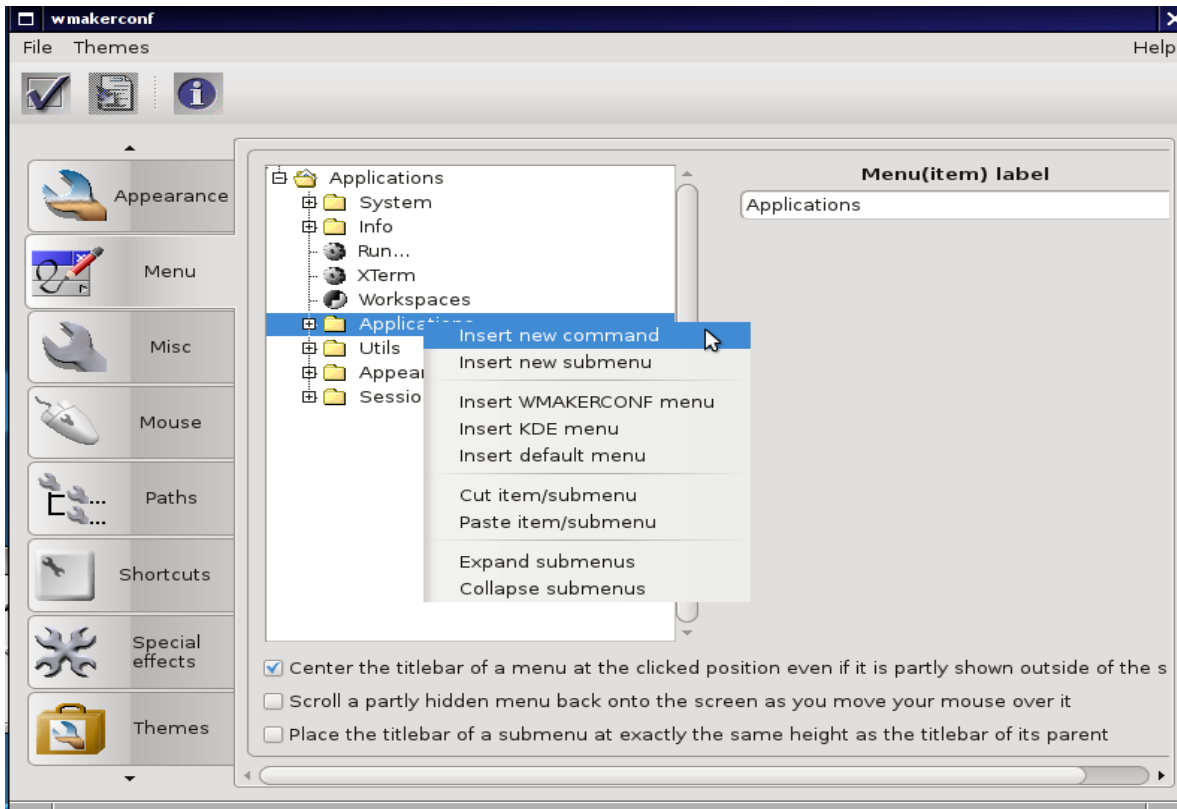 wmakerconf
File Themes Help
Appearance
Menu
Misc
Mouse
Paths
Shortcuts
Special
effects
Themes
Applications
System
Info
Run...
XTerm
Workspaces
Applications
Utils
Appear
Sessio
Insert new command
Insert new submenu
Insert WMAKERCONF menu
Insert KDE menu
Insert default menu
Cut item/submenu
Paste item/submenu
Expand submenus
Collapse submenus
Menu(item) label
Applications
Center the titlebar of a menu at the clicked position even if it is partly shown outside of the s
Scroll a partly hidden menu back onto the screen as you move your mouse over it
Place the titlebar of a submenu at exactly the same height as the titlebar of its parent